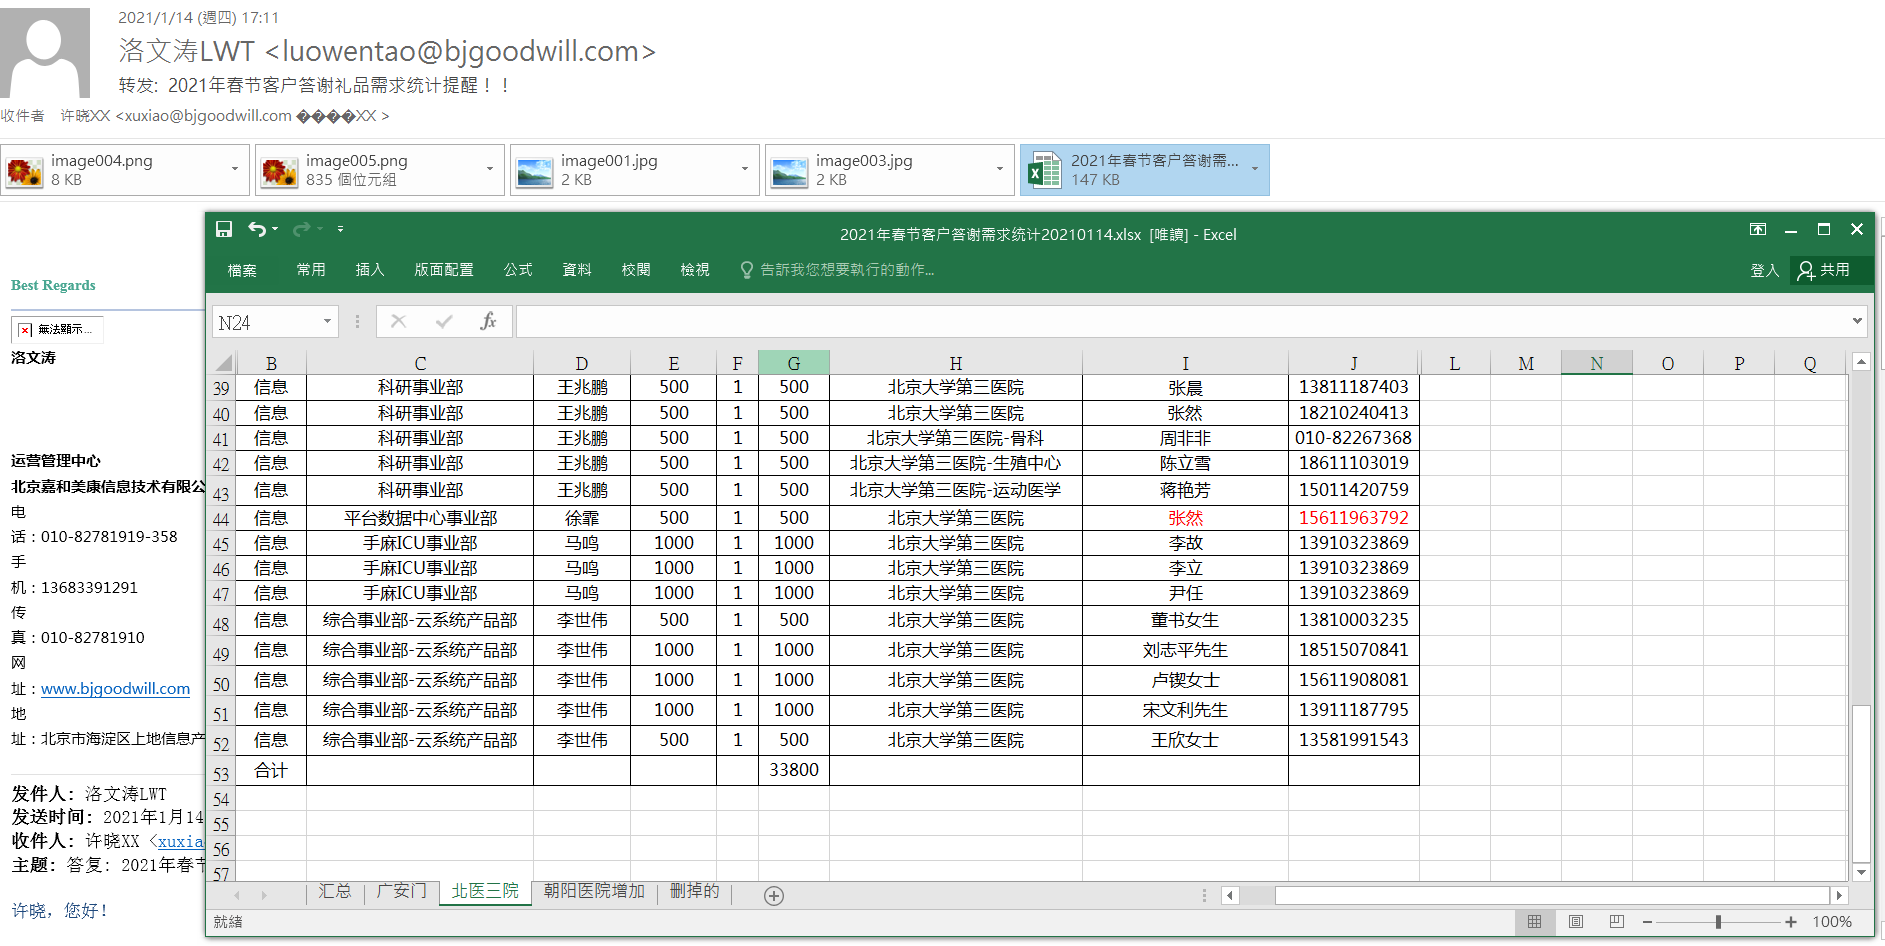 2021/1/14 (週四) 17:11
洛文涛LWT <luowentao@bjgoodwill.com>
转发: 2021年春节客户答谢礼品需求统计提醒！！
收件者 许晓XX <xuxiao@bjgoodwill.com ����XX >
image004.png
8 KB
image005.png
835 個位元組
image001.jpg
2 KB
image003.jpg
2 KB
2021年春节客户答谢需...
147 KB
2021年春节客户答谢需求统计20210114.xlsx [唯讀] - Excel
檔案 常用 插入 版面配置 公式 資料 校閱 檢視 告訴我您想要執行的動作... 登入 共用
N24 fx
B C D E F G H I J L M N O P Q
39 信息 科研事业部 王兆鹏 500 1 500 北京大学第三医院 张晨 13811187403
40 信息 科研事业部 王兆鹏 500 1 500 北京大学第三医院 张然 18210240413
41 信息 科研事业部 王兆鹏 500 1 500 北京大学第三医院-骨科 周非非 010-82267368
42 信息 科研事业部 王兆鹏 500 1 500 北京大学第三医院-生殖中心 陈立雪 18611103019
43 信息 科研事业部 王兆鹏 500 1 500 北京大学第三医院-运动医学 蒋艳芳 15011420759
44 信息 平台数据中心事业部 徐霏 500 1 500 北京大学第三医院 张然 15611963792
45 信息 手麻ICU事业部 马鸣 1000 1 1000 北京大学第三医院 李故 13910323869
46 信息 手麻ICU事业部 马鸣 1000 1 1000 北京大学第三医院 李立 13910323869
47 信息 手麻ICU事业部 马鸣 1000 1 1000 北京大学第三医院 尹任 13910323869
48 信息 综合事业部-云系统产品部 李世伟 500 1 500 北京大学第三医院 董书女生 13810003235
49 信息 综合事业部-云系统产品部 李世伟 1000 1 1000 北京大学第三医院 刘志平先生 18515070841
50 信息 综合事业部-云系统产品部 李世伟 1000 1 1000 北京大学第三医院 卢锲女士 15611908081
51 信息 综合事业部-云系统产品部 李世伟 1000 1 1000 北京大学第三医院 宋文利先生 13911187795
52 信息 综合事业部-云系统产品部 李世伟 500 1 500 北京大学第三医院 王欣女士 13581991543
53 合计 33800
54
55
56
57
汇总 广安门 北医三院 朝阳医院增加 删掉的
就緒 100%
Best Regards
無法顯示...
洛文涛
运营管理中心
北京嘉和美康信息技术有限公
电
话：010-82781919-358
手
机：13683391291
传
真：010-82781910
网
址：www.bjgoodwill.com
地
址：北京市海淀区上地信息产
发件人：洛文涛LWT
发送时间：2021年1月14
收件人：许晓XX <xuxia
主题：答复: 2021年春节
许晓，您好！